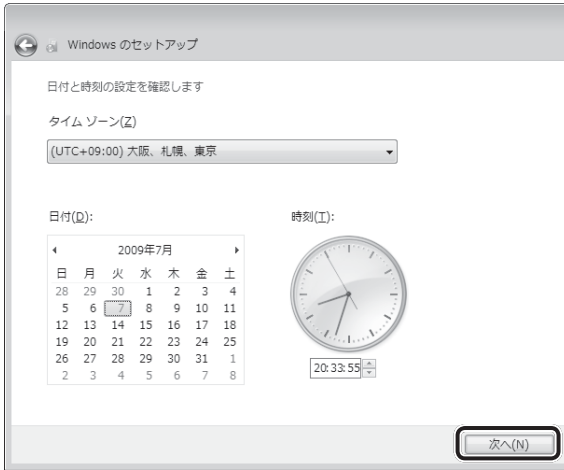 Windows のセットアップ
日付と時刻の設定を確認します
タイム ゾーン(Z)
(UTC+09:00) 大阪、札幌、東京
日付(D):
時刻(T):
2009年7月
日 月 火 水 木 金 土
28 29 30 1 2 3 4
5 6 7 8 9 10 11
12 13 14 15 16 17 18
19 20 21 22 23 24 25
26 27 28 29 30 31 1
2 3 4 5 6 7 8
20:33:55
次へ(N)